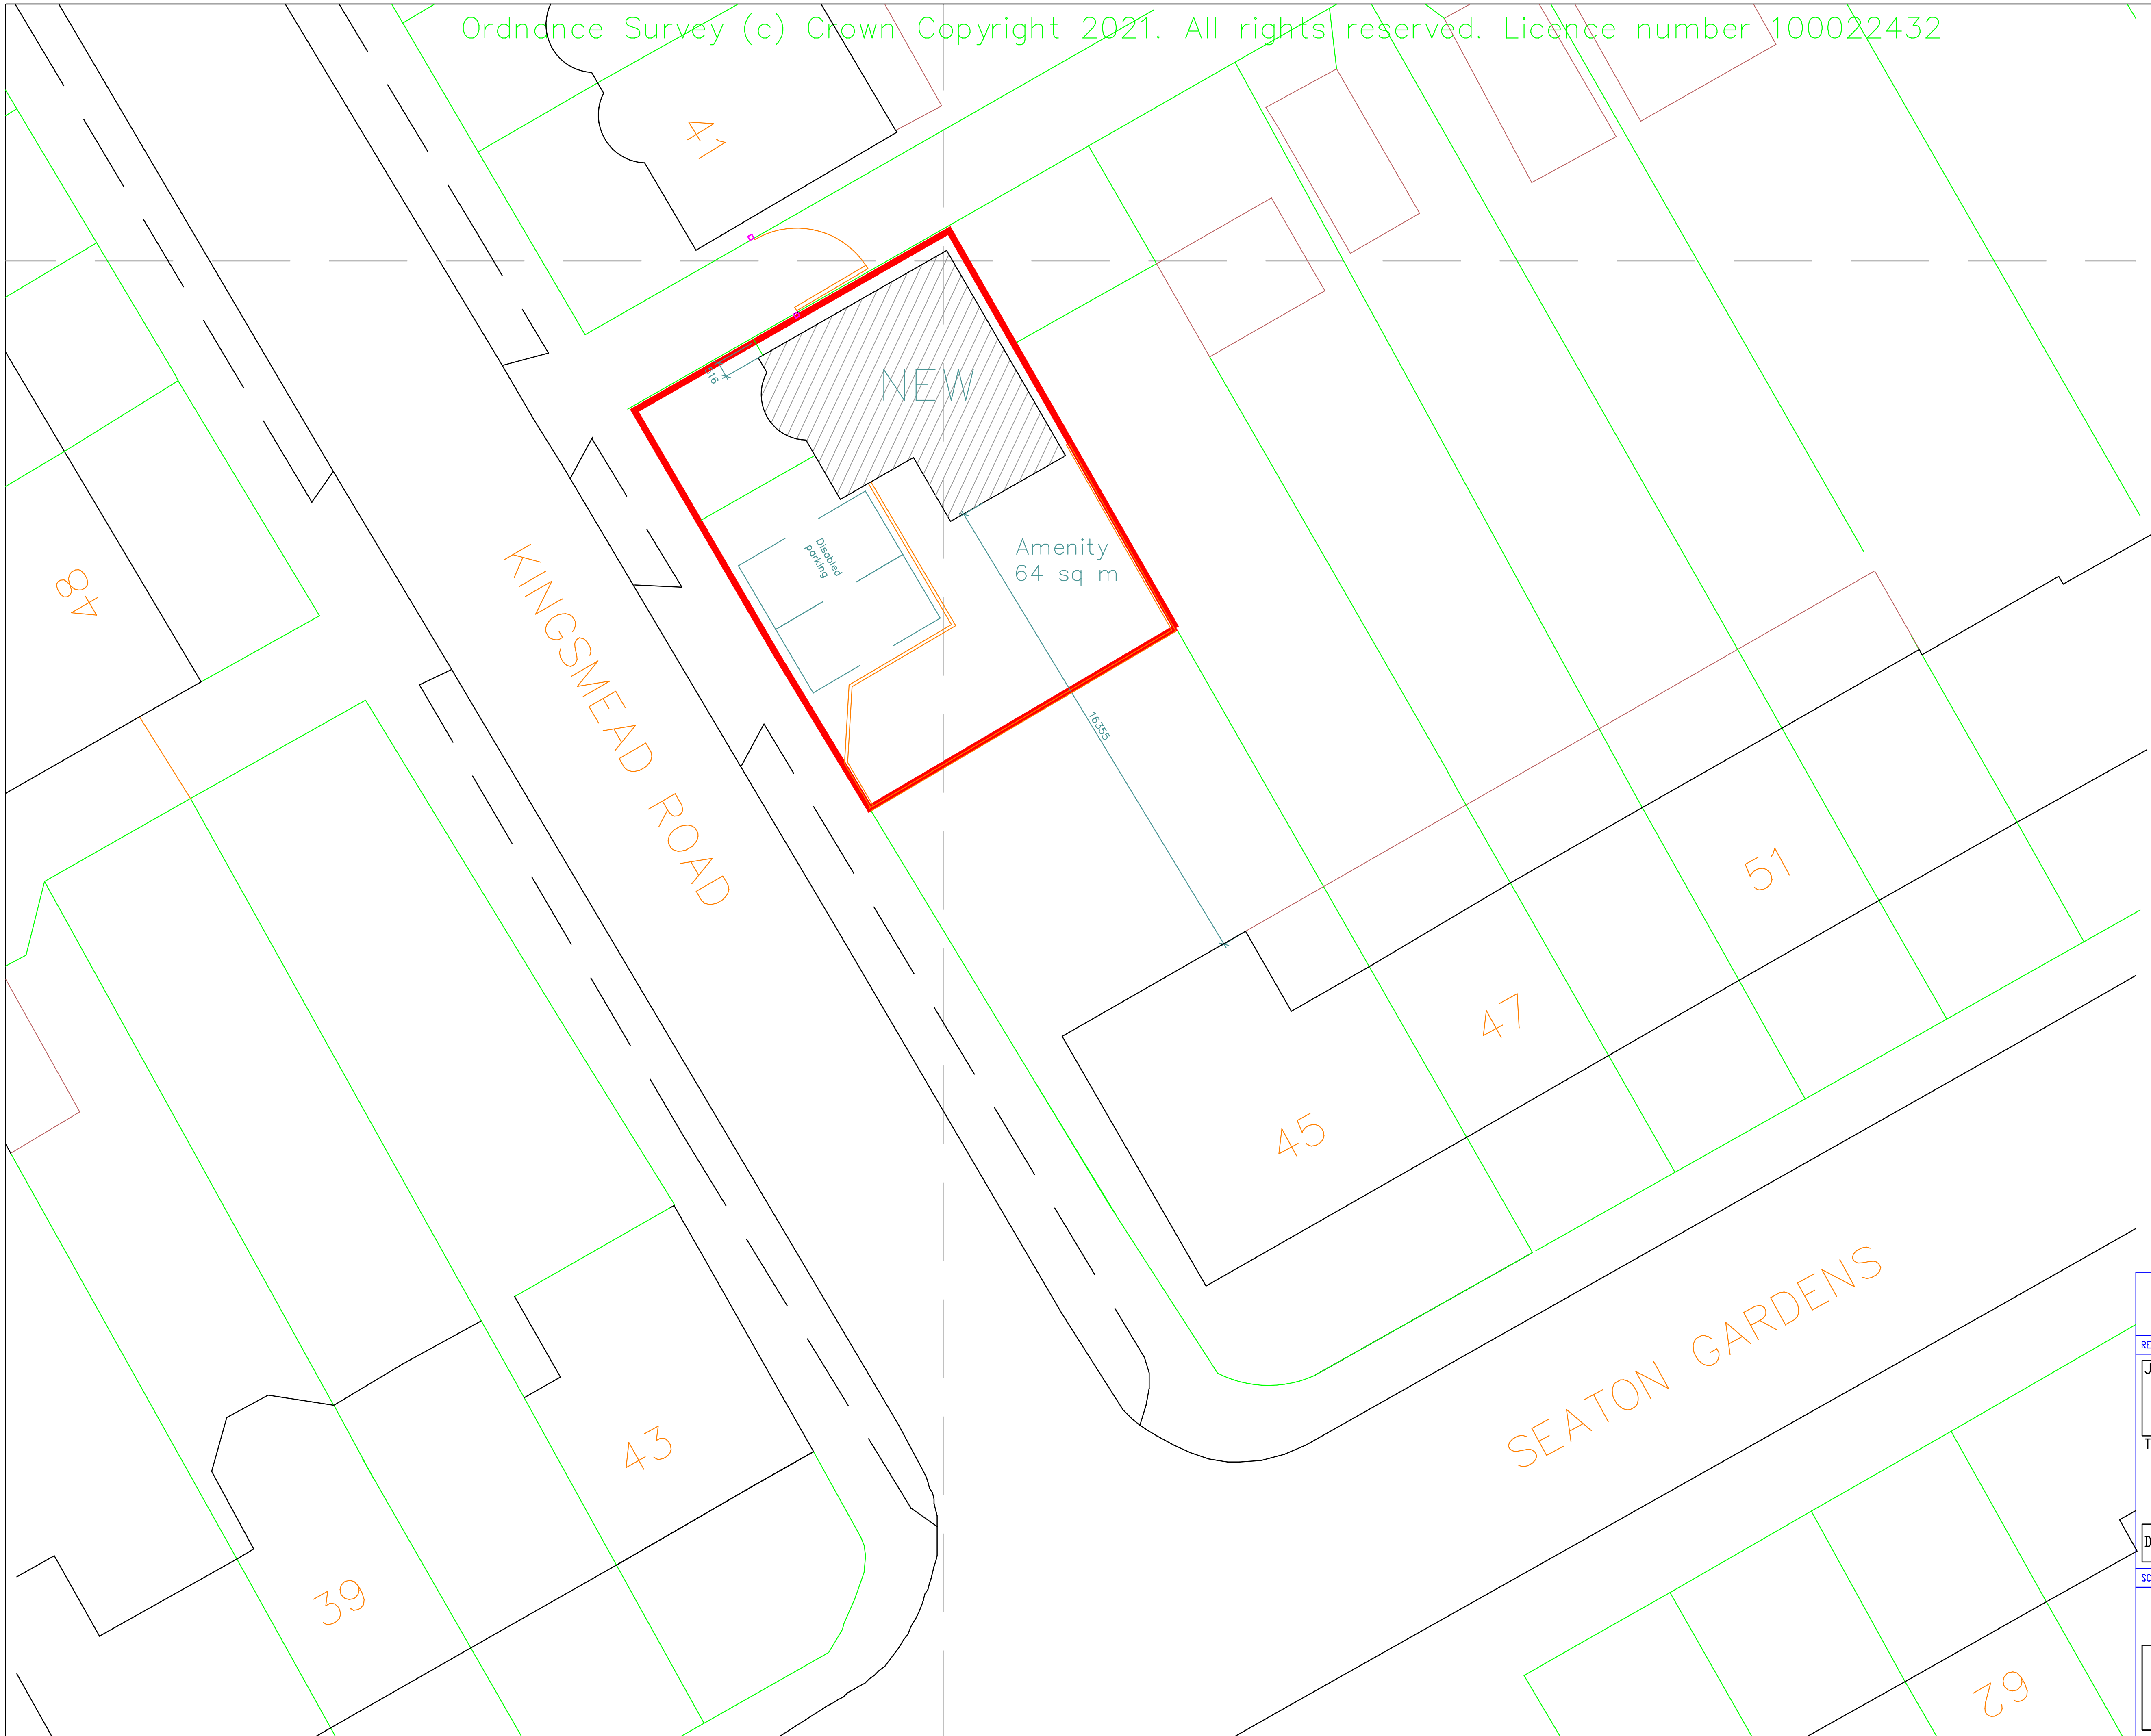 Ordnance Survey (c) Crown Copyright 2021. All rights reserved. Licence number 100022432
41
NEW
Disabled
parking
Amenity
64 sq m
48
KINGSMEAD ROAD
16355
51
47
45
SEATON GARDENS
43
39
62